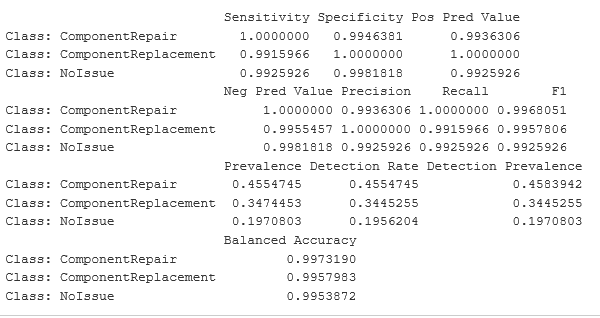 Sensitivity Specificity Pos Pred Value
Class: ComponentRepair 1.0000000 0.9946381 0.9936306
Class: ComponentReplacement 0.9915966 1.0000000 1.0000000
Class: NoIssue 0.9925926 0.9981818 0.9925926
Neg Pred Value Precision Recall F1
Class: ComponentRepair 1.0000000 0.9936306 1.0000000 0.9968051
Class: ComponentReplacement 0.9955457 1.0000000 0.9915966 0.9957806
Class: NoIssue 0.9981818 0.9925926 0.9925926 0.9925926
Prevalence Detection Rate Detection Prevalence
Class: ComponentRepair 0.4554745 0.4554745 0.4583942
Class: ComponentReplacement 0.3474453 0.3445255 0.3445255
Class: NoIssue 0.1970803 0.1956204 0.1970803
Balanced Accuracy
Class: ComponentRepair 0.9973190
Class: ComponentReplacement 0.9957983
Class: NoIssue 0.9953872